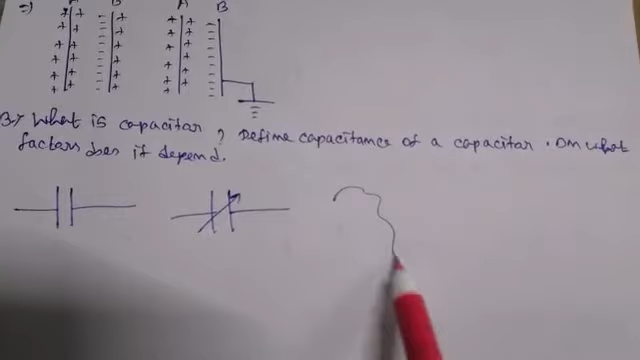 =) A B A B
3.> What is capacitor ? Define capacitance of a capacitor. On what
factors does it depend.